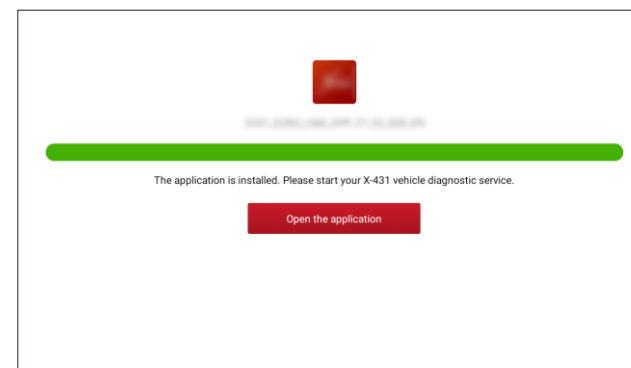 The application is installed. Please start your X-431 vehicle diagnostic service.
Open the application